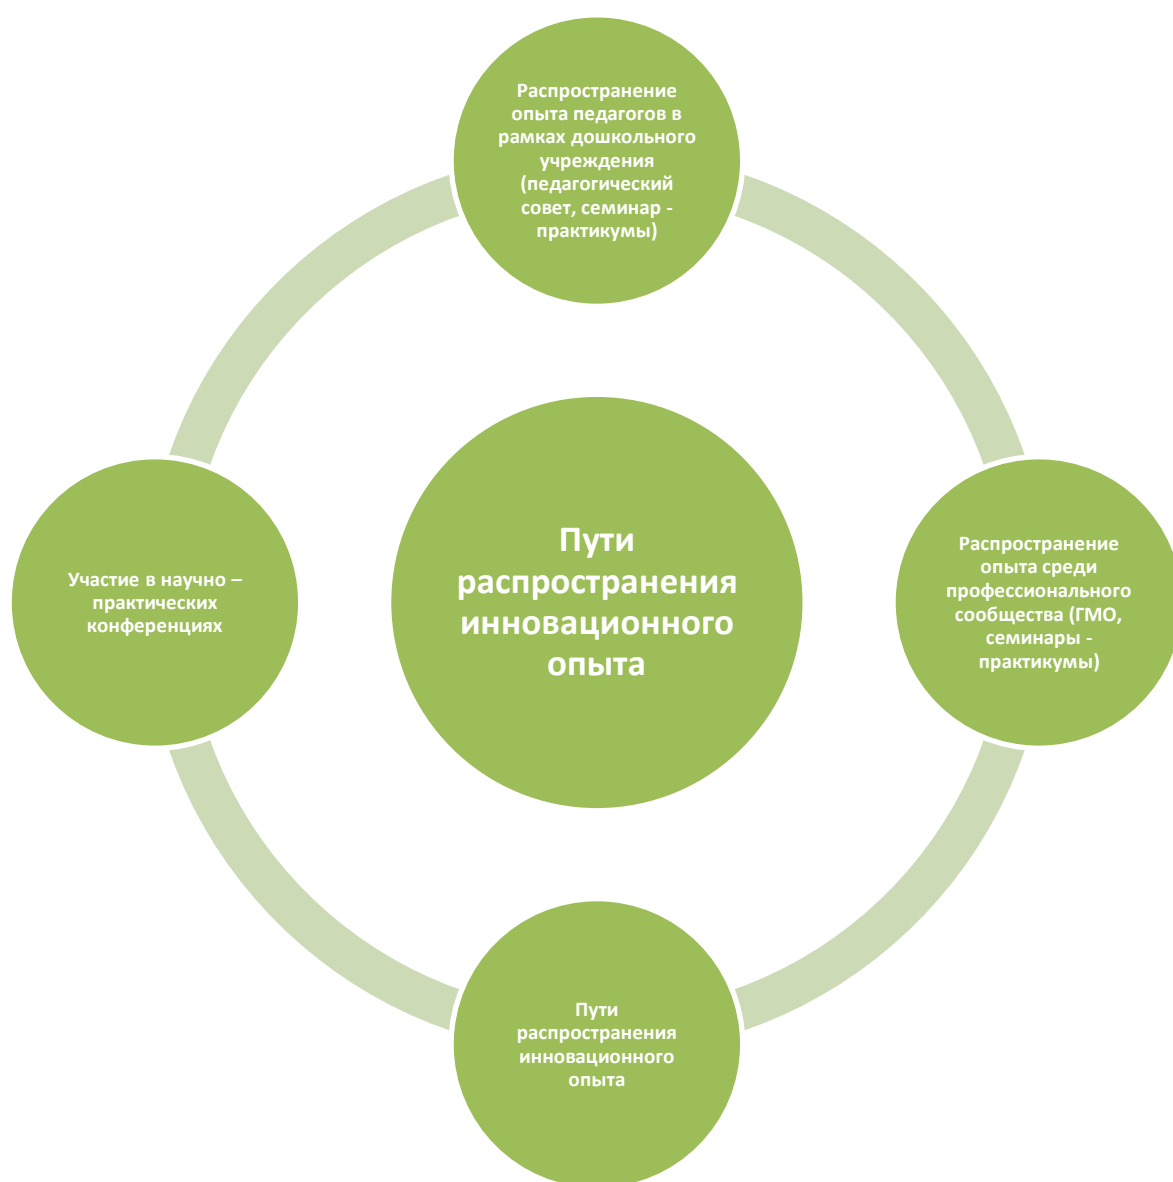 Распространение
опыта педагогов в
рамках дошкольного
учреждения
(педагогический
совет, семинар -
практикумы)
Пути
распространения
инновационного
опыта
Участие в научно –
практических
конференциях
Распространение
опыта среди
профессионального
сообщества (ГМО,
семинары -
практикумы)
Пути
распространения
инновационного
опыта